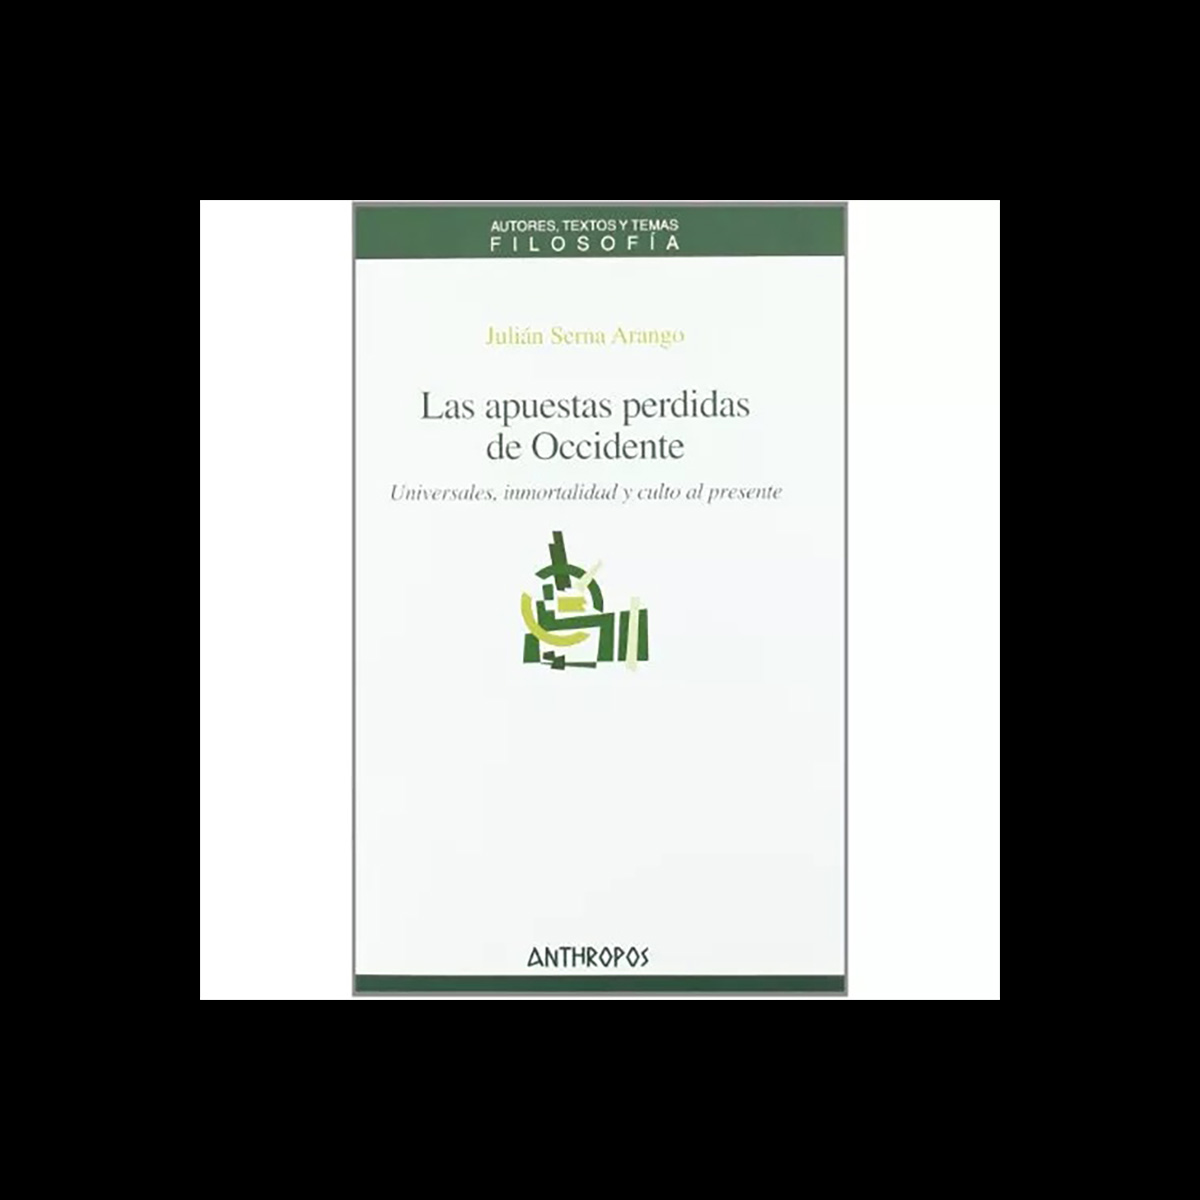 AUTORES, TEXTOS Y TEMAS
FILOSOFÍA
Julián Serna Arango
Las apuestas perdidas
de Occidente
Universales, inmortalidad y culto al presente
ANTHROPOS